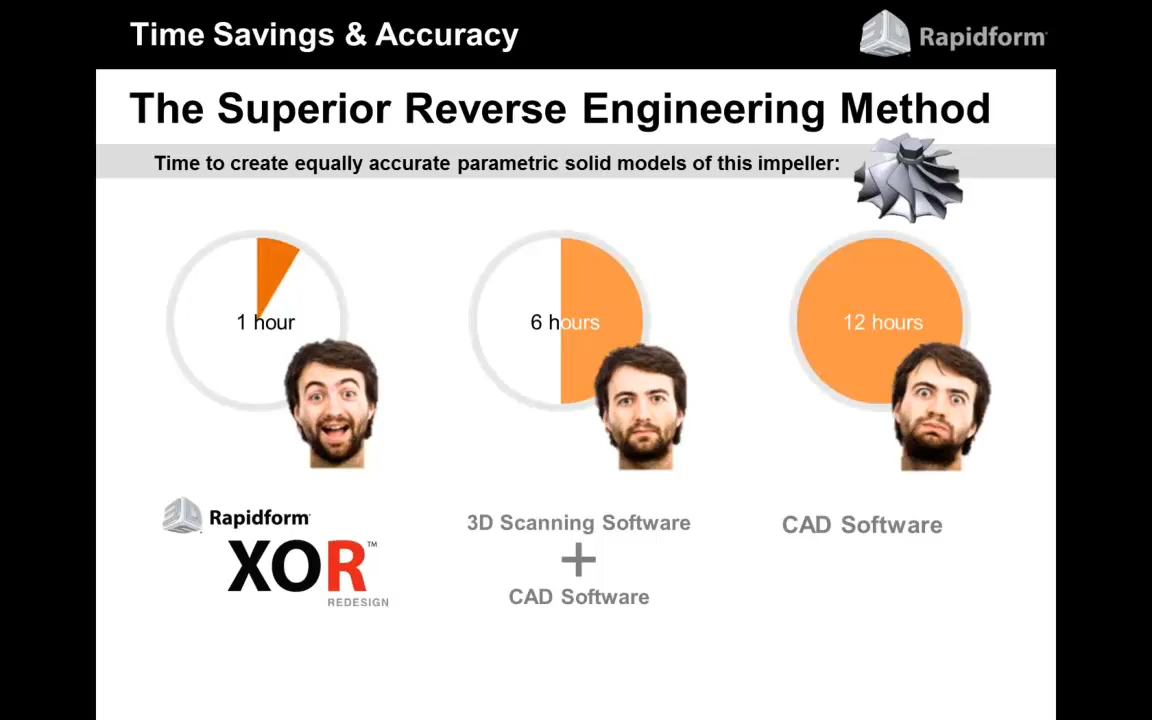 Time Savings & Accuracy
Rapidform
The Superior Reverse Engineering Method
Time to create equally accurate parametric solid models of this impeller:
1 hour
6 hours
12 hours
Rapidform
XOR™
REDESIGN
3D Scanning Software
+
CAD Software
CAD Software